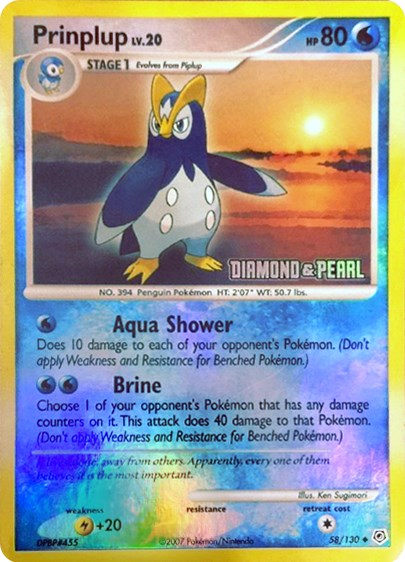 Prinplup LV.20 HP 80
STAGE 1 Evolves from Piplup
DIAMOND & PEARL
NO. 394 Penguin Pokémon HT: 2'07" WT: 50.7 lbs.
Aqua Shower
Does 10 damage to each of your opponent's Pokémon. (Don't
apply Weakness and Resistance for Benched Pokémon.)
Brine
Choose 1 of your opponent's Pokémon that has any damage
counters on it. This attack does 40 damage to that Pokémon.
(Don't apply Weakness and Resistance for Benched Pokémon.)
away from others. Apparently, every one of them
believes it is the most important.
Illus. Ken Sugimori
weakness resistance retreat cost
+20
DPBP#455 ©2007 Pokémon/Nintendo 58/130